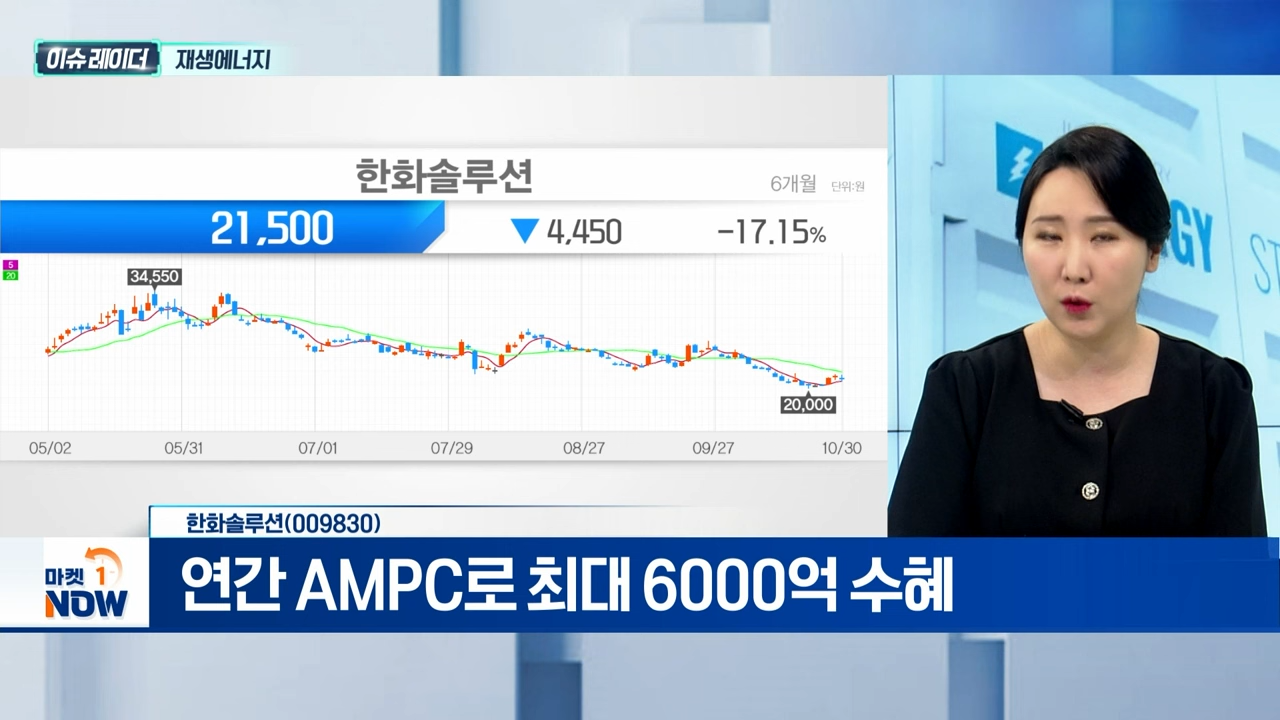 이슈 레이더 재생에너지
한화솔루션
6개월 단위:원
21,500 ▼4,450 -17.15%
5
20
34,550
20,000
05/02 05/31 07/01 07/29 08/27 09/27 10/30
GY
ST
한화솔루션(009830)
마켓 1
NOW
연간 AMPC로 최대 6000억 수혜